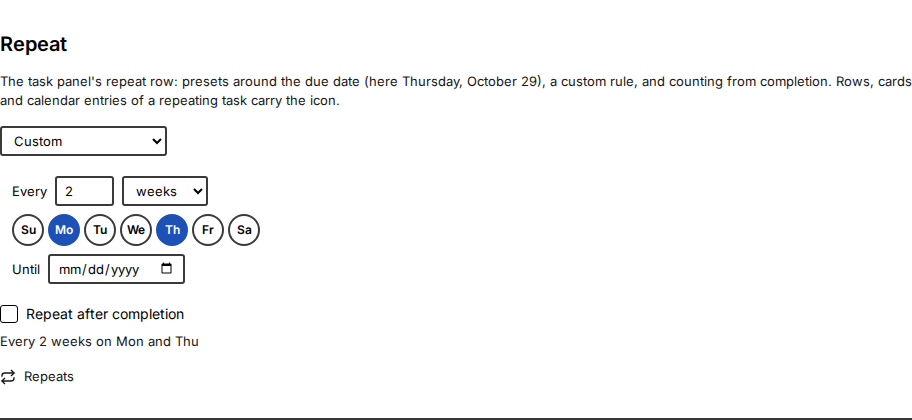 Repeat
The task panel's repeat row: presets around the due date (here Thursday, October 29), a custom rule, and counting from completion. Rows, cards
and calendar entries of a repeating task carry the icon.
Custom
Every 2 weeks
Su Mo Tu We Th Fr Sa
Until mm/dd/yyyy
Repeat after completion
Every 2 weeks on Mon and Thu
Repeats